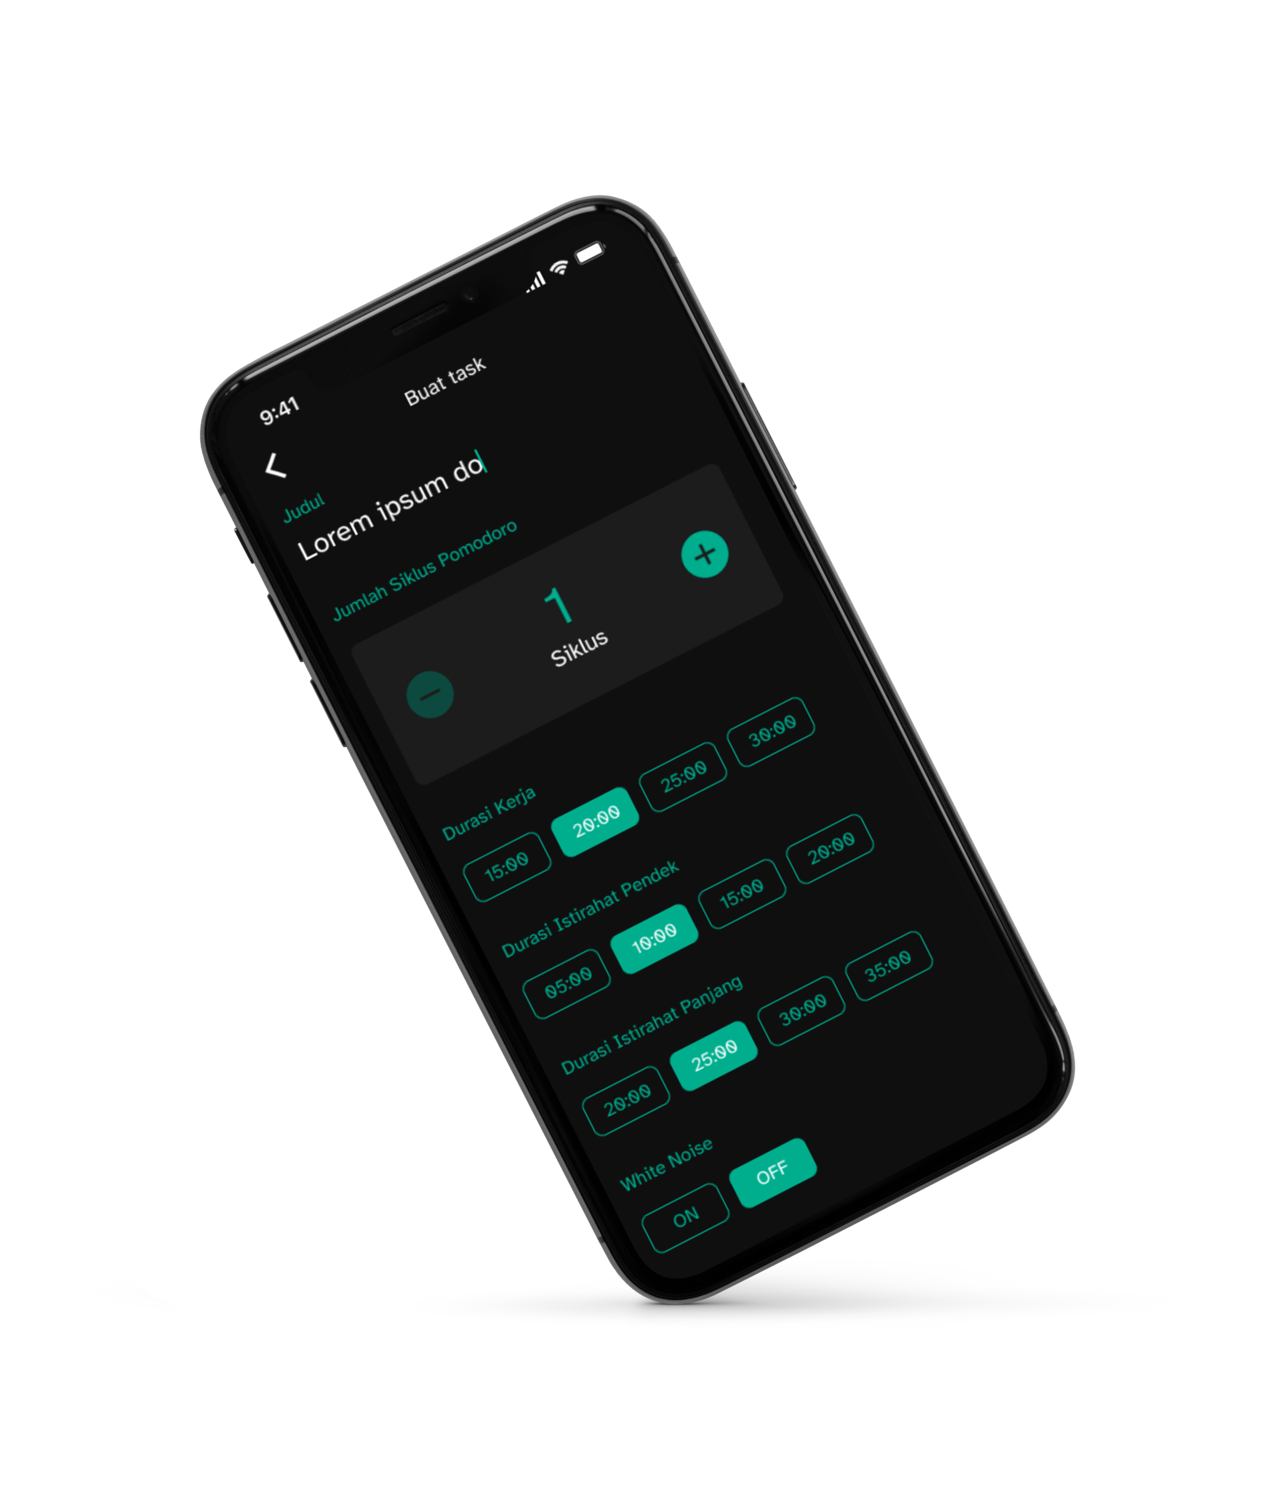 9:41
Buat task
Judul
Lorem ipsum do
Jumlah Siklus Pomodoro
1
Siklus
Durasi Kerja
15:00 20:00 25:00 30:00
Durasi Istirahat Pendek
05:00 10:00 15:00 20:00
Durasi Istirahat Panjang
20:00 25:00 30:00 35:00
White Noise
ON OFF